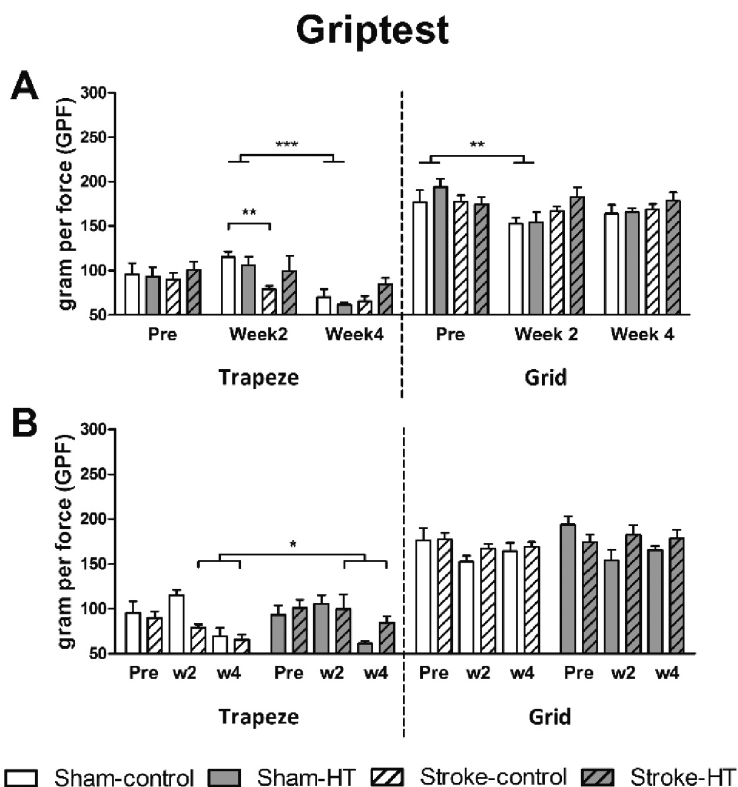 Griptest
A
gram per force (GPF)
300
250
200
150
100
50
***
**
**
Pre Week2 Week4 Pre Week 2 Week 4
Trapeze Grid
B
gram per force (GPF)
300
250
200
150
100
50
*
Pre w2 w4 Pre w2 w4 Pre w2 w4 Pre w2 w4
Trapeze Grid
Sham-control Sham-HT Stroke-control Stroke-HT